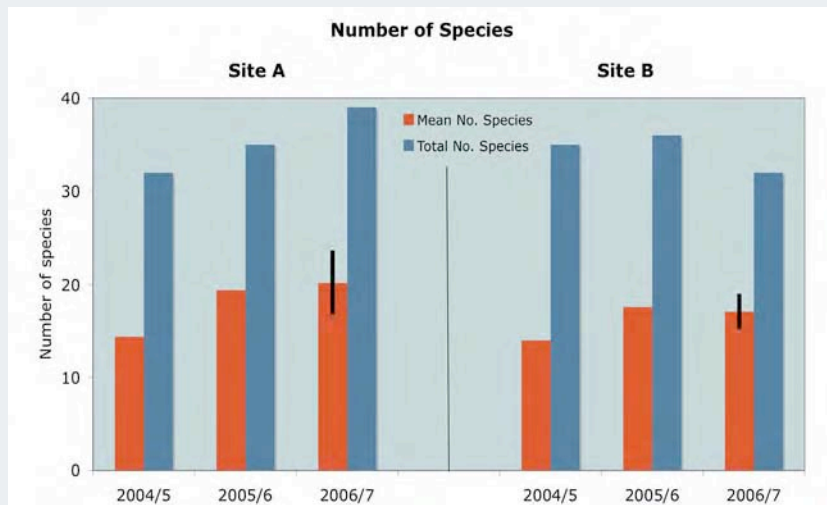 Number of Species
Site A
Site B
Number of species
40
30
20
10
0
Mean No. Species
Total No. Species
2004/5 2005/6 2006/7 2004/5 2005/6 2006/7